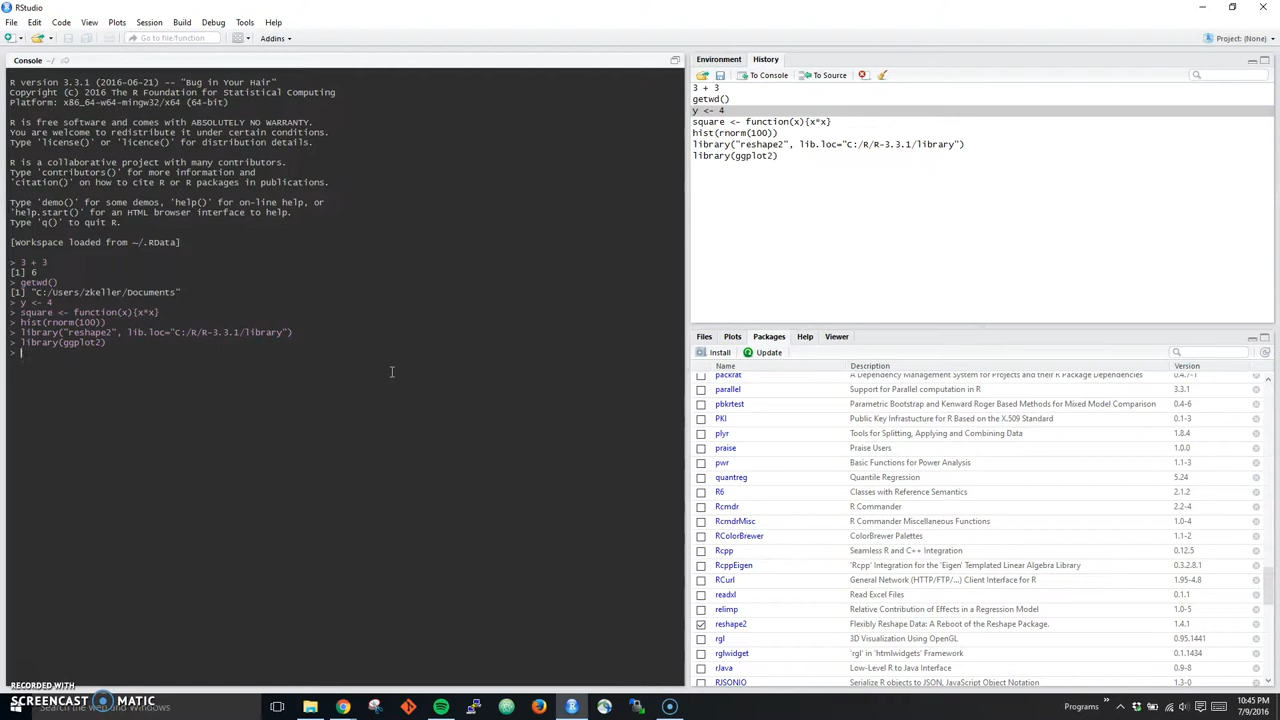 RStudio
File Edit Code View Plots Session Build Debug Tools Help
Go to file/function Addins Project: (None)
Console ~/
R version 3.3.1 (2016-06-21) -- "Bug in Your Hair"
Copyright (C) 2016 The R Foundation for Statistical Computing
Platform: x86_64-w64-mingw32/x64 (64-bit)
R is free software and comes with ABSOLUTELY NO WARRANTY.
You are welcome to redistribute it under certain conditions.
Type 'license()' or 'licence()' for distribution details.
R is a collaborative project with many contributors.
Type 'contributors()' for more information and
'citation()' on how to cite R or R packages in publications.
Type 'demo()' for some demos, 'help()' for on-line help, or
'help.start()' for an HTML browser interface to help.
Type 'q()' to quit R.
[Workspace loaded from ~/.RData]
> 3 + 3
[1] 6
> getwd()
[1] "C:/Users/zkeller/Documents"
> y <- 4
> square <- function(x){x*x}
> hist(rnorm(100))
> library("reshape2", lib.loc="C:/R/R-3.3.1/library")
> library(ggplot2)
>
Environment History
To Console To Source
3 + 3
getwd()
y <- 4
square <- function(x){x*x}
hist(rnorm(100))
library("reshape2", lib.loc="C:/R/R-3.3.1/library")
library(ggplot2)
Files Plots Packages Help Viewer
Install Update
Name Description Version
packrat A Dependency Management System for Projects and their R Package Dependencies 0.4.7-1
parallel Support for Parallel computation in R 3.3.1
pbkrtest Parametric Bootstrap and Kenward Roger Based Methods for Mixed Model Comparison 0.4-6
PKI Public Key Infrastucture for R Based on the X.509 Standard 0.1-3
plyr Tools for Splitting, Applying and Combining Data 1.8.4
praise Praise Users 1.0.0
pwr Basic Functions for Power Analysis 1.1-3
quantreg Quantile Regression 5.24
R6 Classes with Reference Semantics 2.1.2
Rcmdr R Commander 2.2-4
RcmdrMisc R Commander Miscellaneous Functions 1.0-4
RColorBrewer ColorBrewer Palettes 1.1-2
Rcpp Seamless R and C++ Integration 0.12.5
RcppEigen 'Rcpp' Integration for the 'Eigen' Templated Linear Algebra Library 0.3.2.8.1
RCurl General Network (HTTP/FTP/...) Client Interface for R 1.95-4.8
readxl Read Excel Files 0.1.1
relimp Relative Contribution of Effects in a Regression Model 1.0-5
reshape2 Flexibly Reshape Data: A Reboot of the Reshape Package. 1.4.1
rgl 3D Visualization Using OpenGL 0.95.1441
rglwidget 'rgl' in 'htmlwidgets' Framework 0.1.1434
rJava Low-Level R to Java Interface 0.9-8
RJSONIO Serialize R objects to JSON, JavaScript Object Notation 1.3-0
RECORDED WITH
SCREENCAST MATIC
Search the web and Windows
Programs
10:45 PM
7/9/2016